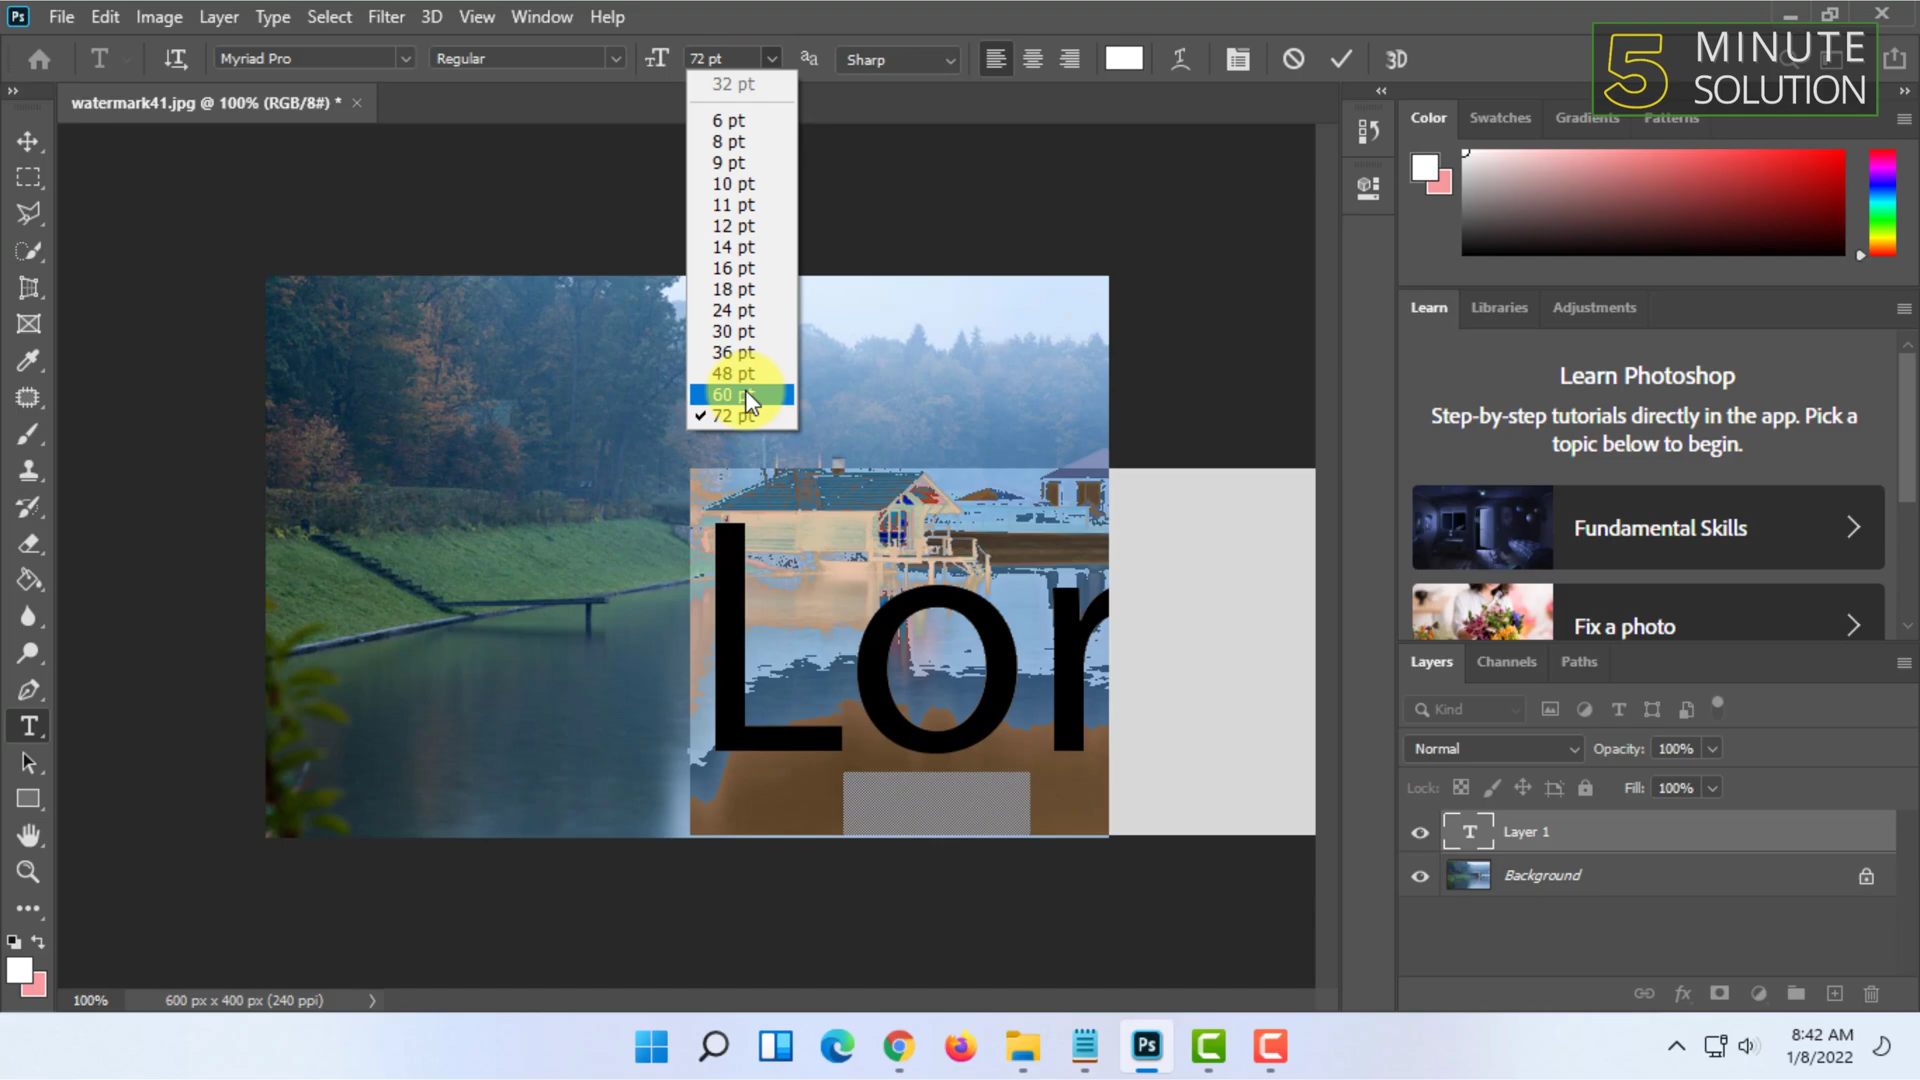 Ps File Edit Image Layer Type Select Filter 3D View Window Help
T Myriad Pro Regular 72 pt aa Sharp 3D
5 MINUTE SOLUTION
watermark41.jpg @ 100% (RGB/8#) *
32 pt
6 pt
8 pt
9 pt
10 pt
11 pt
12 pt
14 pt
16 pt
18 pt
24 pt
30 pt
36 pt
48 pt
60 pt
72 pt
Lor
Color Swatches Gradients Patterns
Learn Libraries Adjustments
Learn Photoshop
Step-by-step tutorials directly in the app. Pick a
topic below to begin.
Fundamental Skills
Fix a photo
Layers Channels Paths
Kind
Normal Opacity: 100%
Lock: Fill: 100%
T Layer 1
Background
fx
100% 600 px x 400 px (240 ppi)
Ps
8:42 AM
1/8/2022